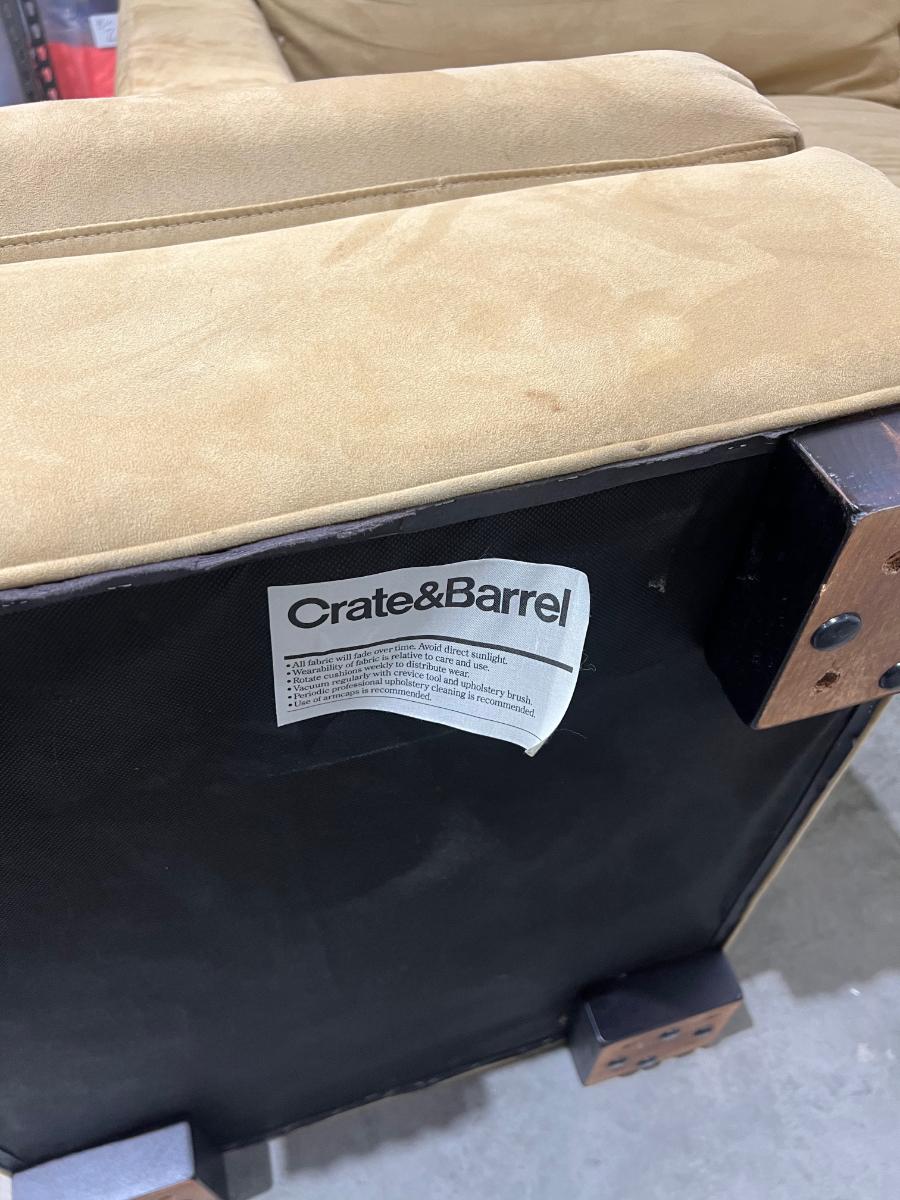 Crate&Barrel
• All fabric will fade over time. Avoid direct sunlight.
• Wearability of fabric is relative to care and use.
• Rotate cushions weekly to distribute wear.
• Vacuum regularly with crevice tool and upholstery brush.
• Periodic professional upholstery cleaning is recommended.
• Use of armcaps is recommended.